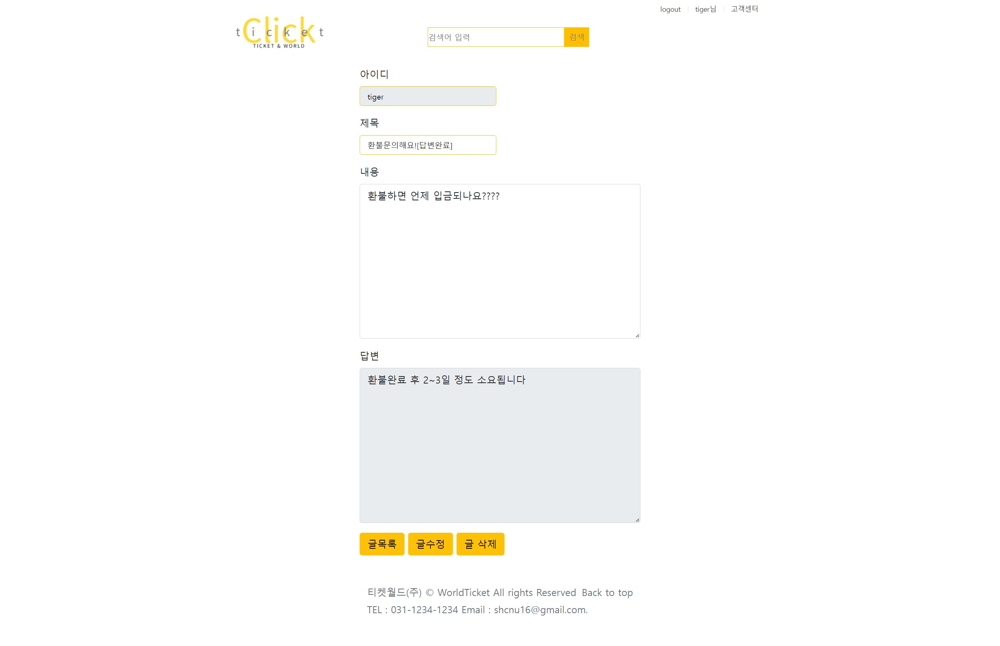 logout tiger님 고객센터
Click
t i c k e t
TICKET & WORLD
검색어 입력 검색
아이디
tiger
제목
환불문의해요![답변완료]
내용
환불하면 언제 입금되나요????
답변
환불완료 후 2~3일 정도 소요됩니다
글목록 글수정 글 삭제
티켓월드(주) © WorldTicket All rights Reserved Back to top
TEL : 031-1234-1234 Email : shcnu16@gmail.com.